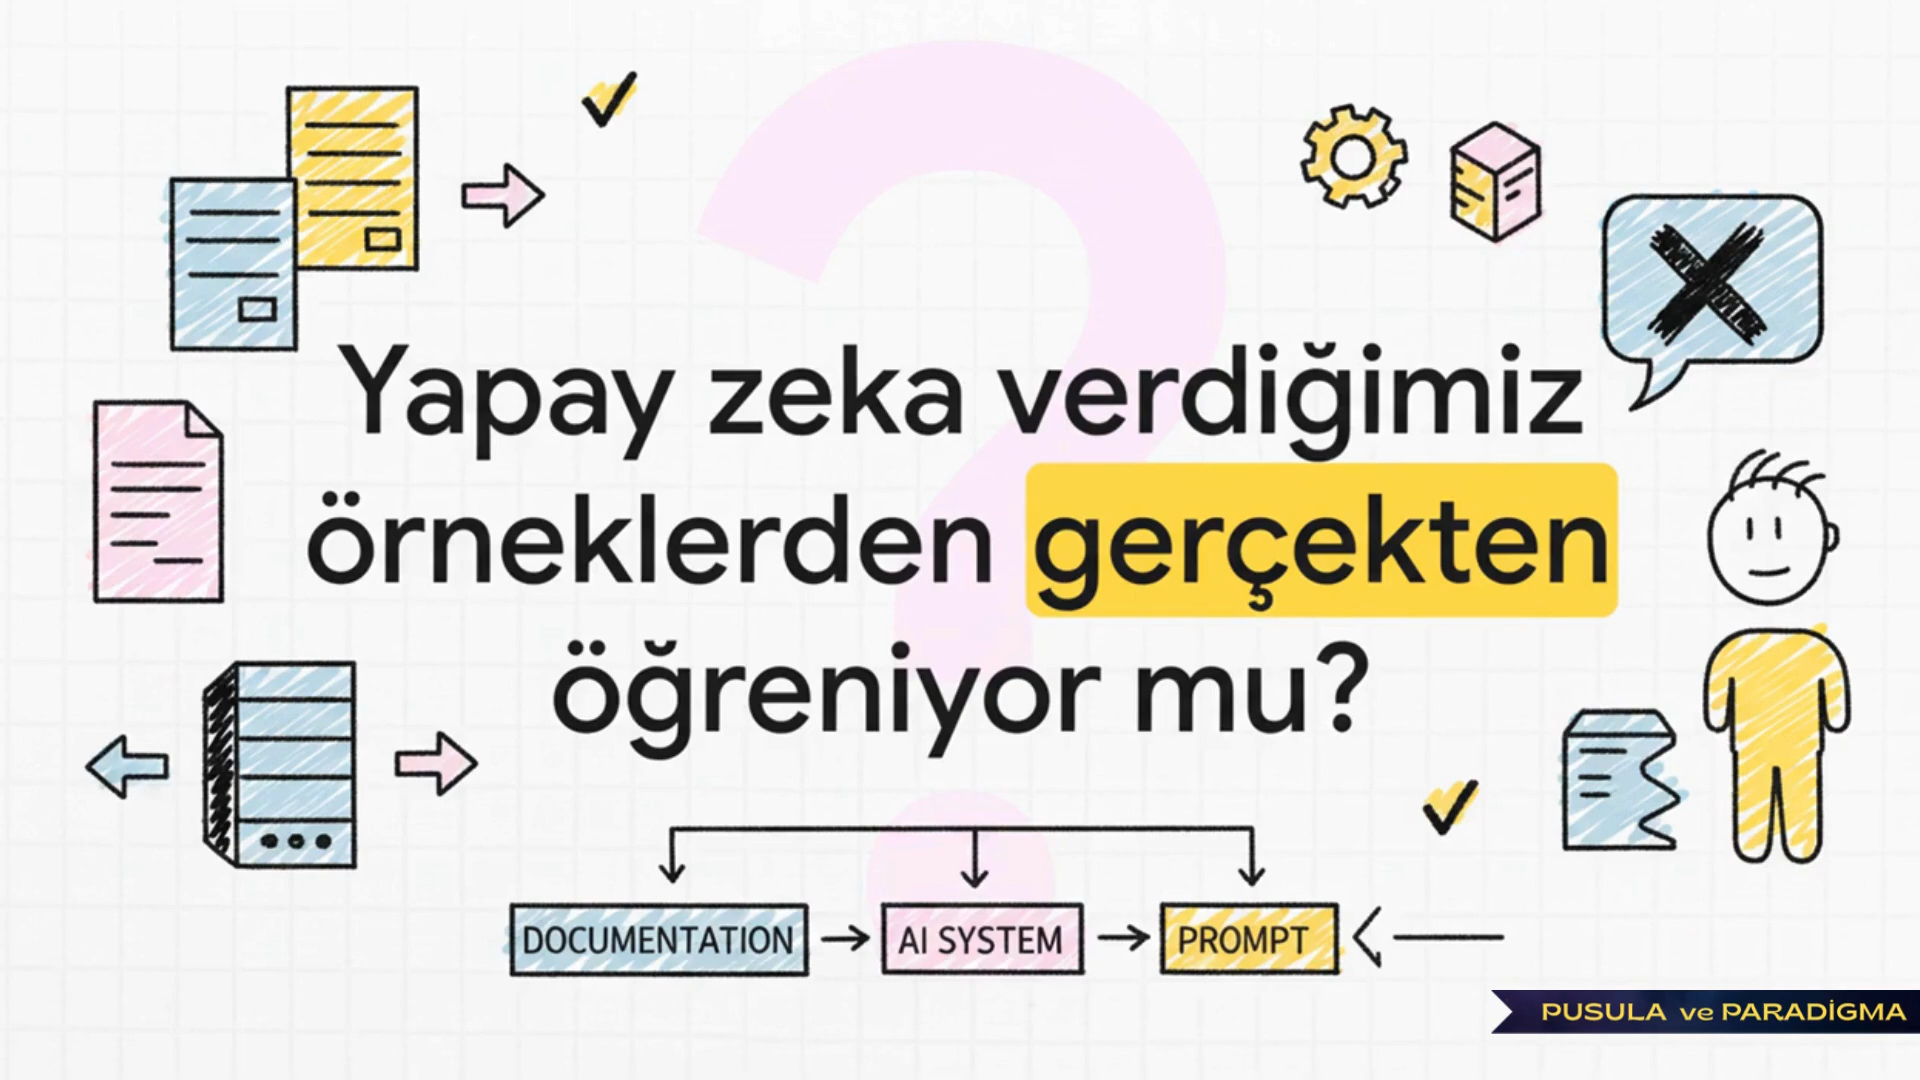 Yapay zeka verdiğimiz
örneklerden gerçekten
öğreniyor mu?
DOCUMENTATION
AI SYSTEM
PROMPT
PUSULA ve PARADİGMA